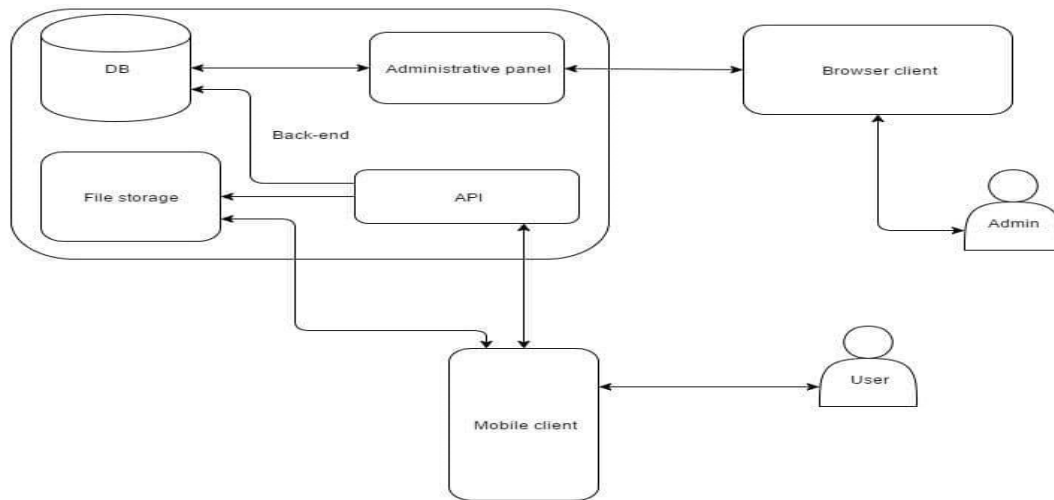 DB
Administrative panel
Browser client
Back-end
File storage
API
Admin
User
Mobile client